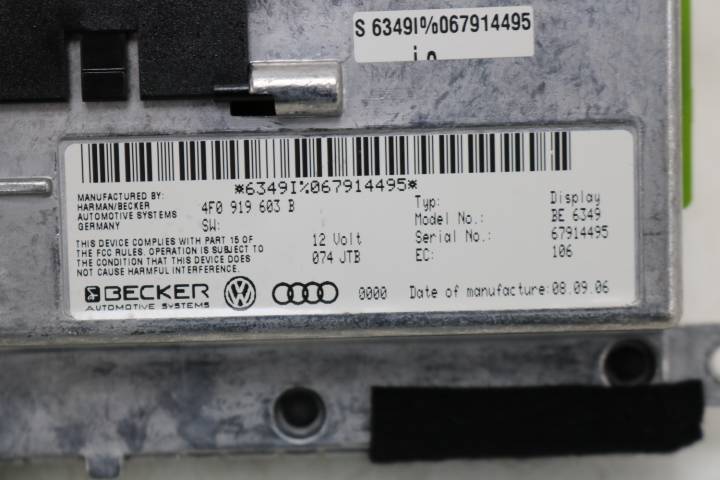 S 6349I%067914495
*6349I%067914495*
MANUFACTURED BY:
HARMAN/BECKER
AUTOMOTIVE SYSTEMS
GERMANY
4F0 919 603 B
SW:
Typ: Display
Model No.: BE 6349
Serial No.: 67914495
EC: 106
THIS DEVICE COMPLIES WITH PART 15 OF
THE FCC RULES. OPERATION IS SUBJECT TO
THE CONDITION THAT THIS DEVICE DOES
NOT CAUSE HARMFUL INTERFERENCE.
12 Volt
074 JTB
BECKER
AUTOMOTIVE SYSTEMS
0000
Date of manufacture:08.09.06